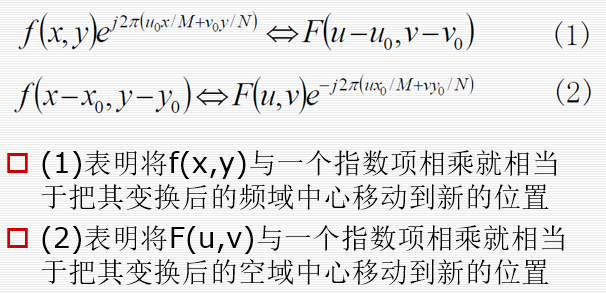 f(x,y)e^{j2π(u₀x/M+v₀y/N)} ⇔ F(u−u₀,v−v₀) (1)
f(x−x₀,y−y₀) ⇔ F(u,v)e^{−j2π(ux₀/M+vy₀/N)} (2)
(1)表明将f(x,y)与一个指数项相乘就相当
于把其变换后的频域中心移动到新的位置
(2)表明将F(u,v)与一个指数项相乘就相当
于把其变换后的空域中心移动到新的位置